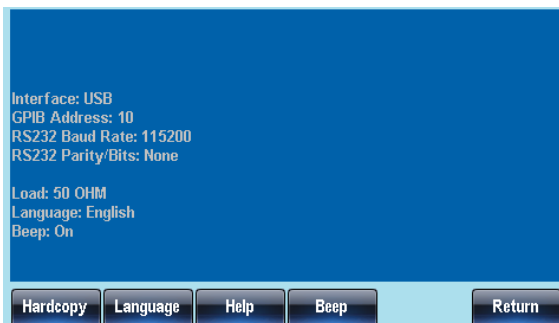 Interface: USB
GPIB Address: 10
RS232 Baud Rate: 115200
RS232 Parity/Bits: None
Load: 50 OHM
Language: English
Beep: On
Hardcopy Language Help Beep Return